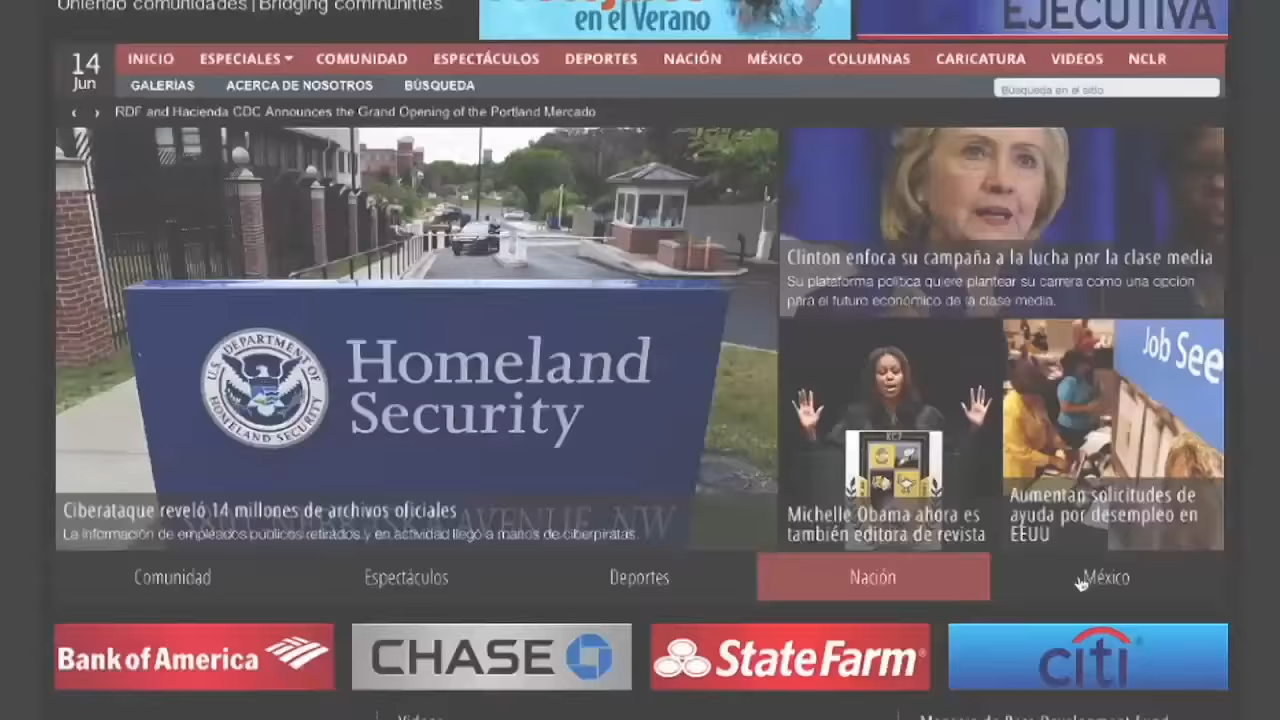 Uniendo comunidades | Bridging communities
en el Verano
EJECUTIVA
14
Jun
INICIO ESPECIALES COMUNIDAD ESPECTÁCULOS DEPORTES NACIÓN MÉXICO COLUMNAS CARICATURA VIDEOS NCLR
GALERÍAS ACERCA DE NOSOTROS BÚSQUEDA
Búsqueda en el sitio
‹ › RDF and Hacienda CDC Announces the Grand Opening of the Portland Mercado
U.S. DEPARTMENT OF
HOMELAND SECURITY
Homeland
Security
NEBRASKA AVENUE, NW
Ciberataque reveló 14 millones de archivos oficiales
La información de empleados públicos retirados y en actividad llegó a manos de ciberpiratas.
Clinton enfoca su campaña a la lucha por la clase media
Su plataforma política quiere plantear su carrera como una opción
para el futuro económico de la clase media.
KC7
Michelle Obama ahora es
también editora de revista
Job See
Aumentan solicitudes de
ayuda por desempleo en
EEUU
Comunidad Espectáculos Deportes Nación México
Bank of America
CHASE
State Farm
citi